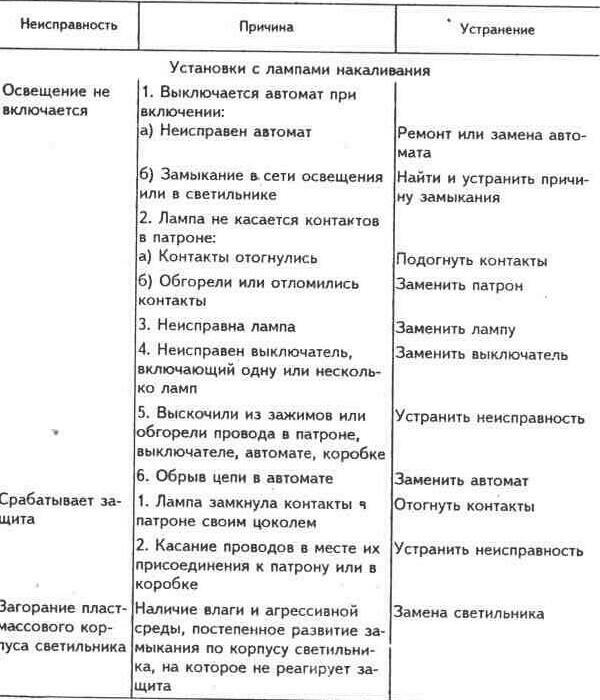 Неисправность
Причина
Устранение
Установки с лампами накаливания
Освещение не
включается
1. Выключается автомат при
включении:
а) Неисправен автомат
Ремонт или замена авто-
мата
б) Замыкание в сети освещения
или в светильнике
Найти и устранить причи-
ну замыкания
2. Лампа не касается контактов
в патроне:
а) Контакты отогнулись
Подогнуть контакты
б) Обгорели или отломились
контакты
Заменить патрон
3. Неисправна лампа
Заменить лампу
4. Неисправен выключатель,
включающий одну или несколь-
ко ламп
Заменить выключатель
5. Выскочили из зажимов или
обгорели провода в патроне,
выключателе, автомате, коробке
Устранить неисправность
6. Обрыв цепи в автомате
Заменить автомат
Срабатывает за-
щита
1. Лампа замкнула контакты в
патроне своим цоколем
Отогнуть контакты
2. Касание проводов в месте их
присоединения к патрону или в
коробке
Устранить неисправность
Загорание пласт-
массового кор-
пуса светильника
Наличие влаги и агрессивной
среды, постепенное развитие за-
мыкания по корпусу светильни-
ка, на которое не реагирует за-
щита
Замена светильника